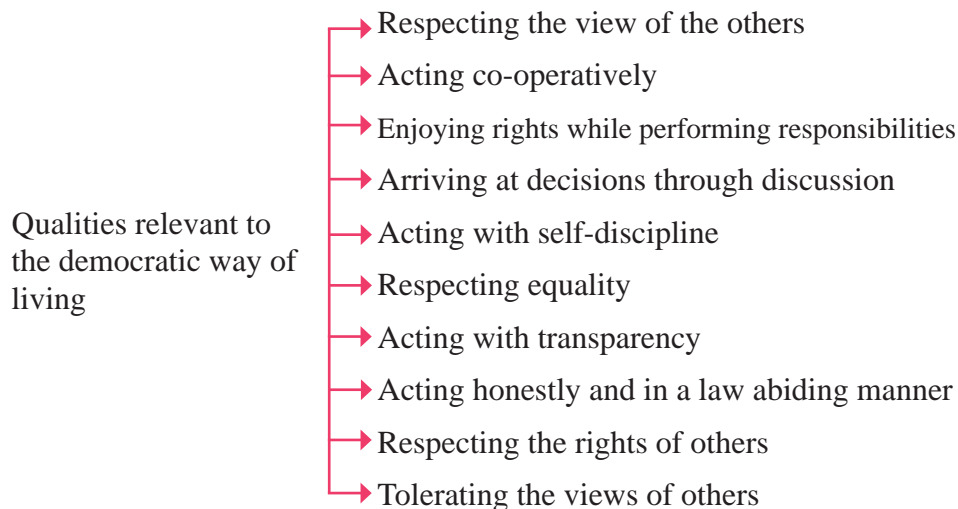 Respecting the view of the others
Acting co-operatively
Enjoying rights while performing responsibilities
Arriving at decisions through discussion
Qualities relevant to
the democratic way of
living
Acting with self-discipline
Respecting equality
Acting with transparency
Acting honestly and in a law abiding manner
Respecting the rights of others
Tolerating the views of others